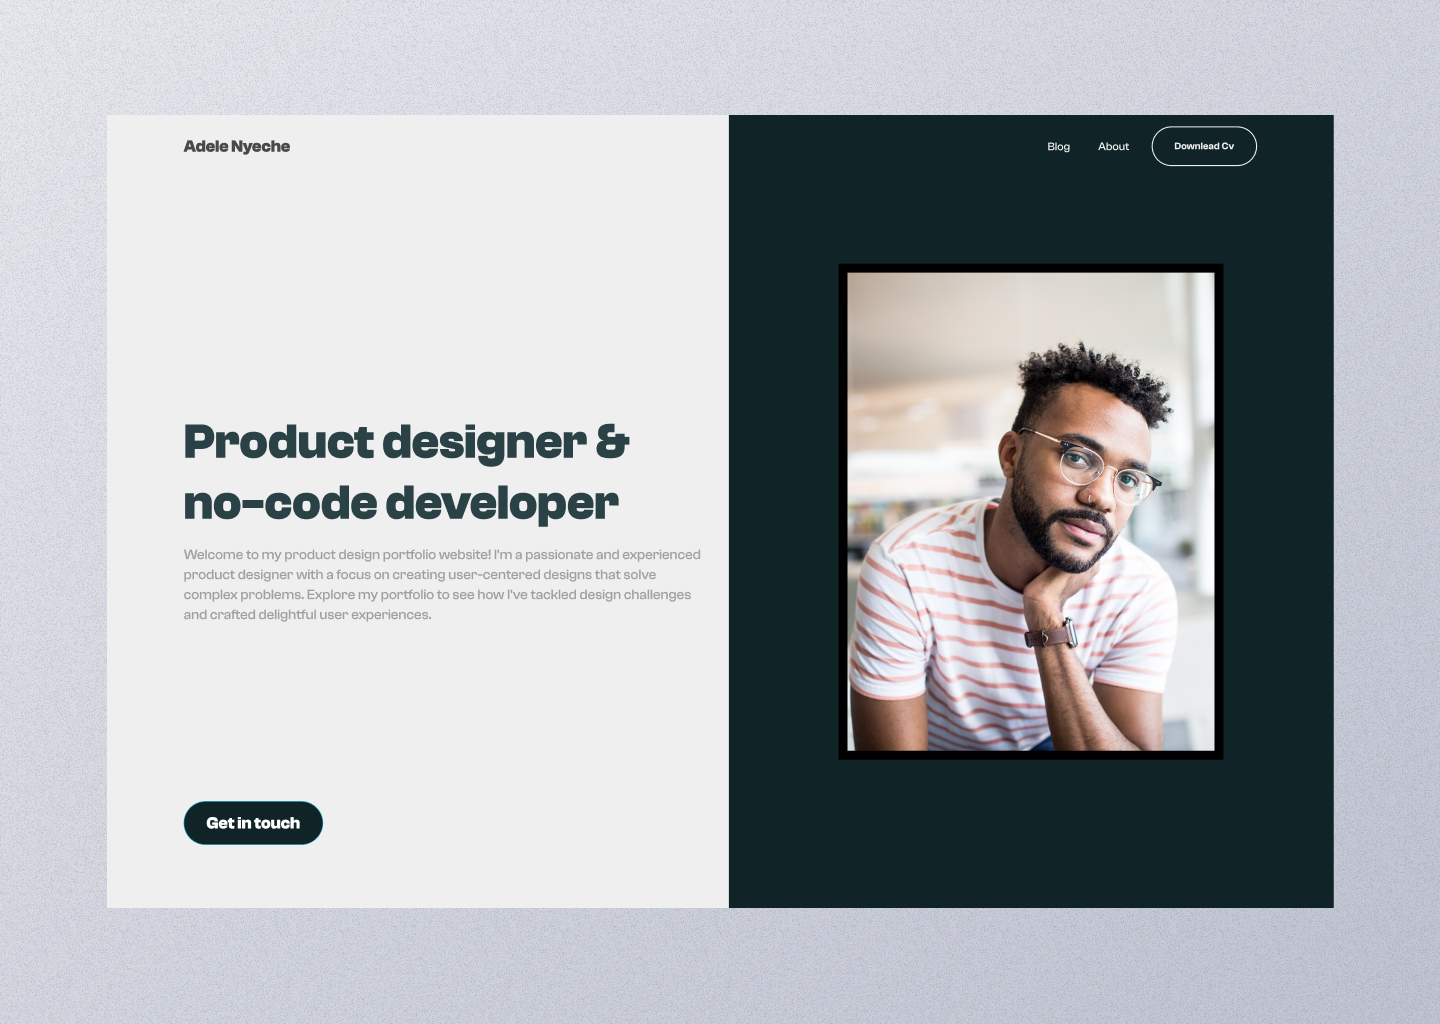 Adele Nyeche
Blog
About
Downlead Cv
Product designer &
no-code developer
Welcome to my product design portfolio website! I'm a passionate and experienced
product designer with a focus on creating user-centered designs that solve
complex problems. Explore my portfolio to see how I've tackled design challenges
and crafted delightful user experiences.
Get in touch